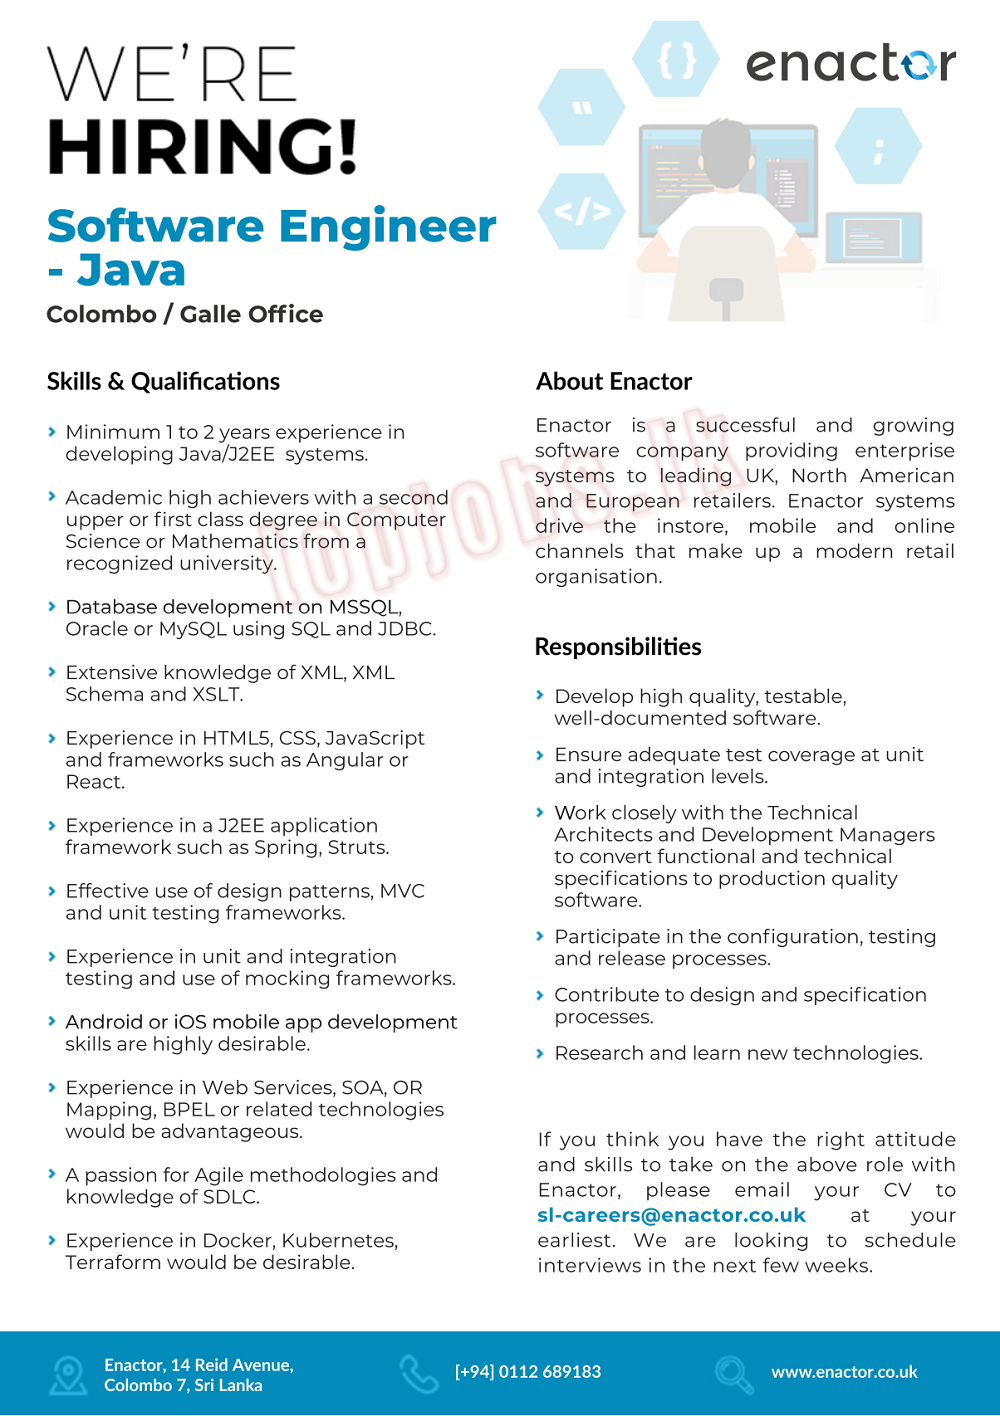 WE'RE
HIRING!
enactor
{ }
"
;
</>
Software Engineer
- Java
Colombo / Galle Office
Skills & Qualifications
Minimum 1 to 2 years experience in
developing Java/J2EE systems.
Academic high achievers with a second
upper or first class degree in Computer
Science or Mathematics from a
recognized university.
Database development on MSSQL,
Oracle or MySQL using SQL and JDBC.
Extensive knowledge of XML, XML
Schema and XSLT.
Experience in HTML5, CSS, JavaScript
and frameworks such as Angular or
React.
Experience in a J2EE application
framework such as Spring, Struts.
Effective use of design patterns, MVC
and unit testing frameworks.
Experience in unit and integration
testing and use of mocking frameworks.
Android or iOS mobile app development
skills are highly desirable.
Experience in Web Services, SOA, OR
Mapping, BPEL or related technologies
would be advantageous.
A passion for Agile methodologies and
knowledge of SDLC.
Experience in Docker, Kubernetes,
Terraform would be desirable.
About Enactor
Enactor is a successful and growing
software company providing enterprise
systems to leading UK, North American
and European retailers. Enactor systems
drive the instore, mobile and online
channels that make up a modern retail
organisation.
Responsibilities
Develop high quality, testable,
well-documented software.
Ensure adequate test coverage at unit
and integration levels.
Work closely with the Technical
Architects and Development Managers
to convert functional and technical
specifications to production quality
software.
Participate in the configuration, testing
and release processes.
Contribute to design and specification
processes.
Research and learn new technologies.
If you think you have the right attitude
and skills to take on the above role with
Enactor, please email your CV to
sl-careers@enactor.co.uk at your
earliest. We are looking to schedule
interviews in the next few weeks.
Topjobs.lk
Enactor, 14 Reid Avenue,
Colombo 7, Sri Lanka
[+94] 0112 689183
www.enactor.co.uk